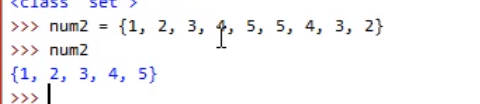 <class 'set'>
>>> num2 = {1, 2, 3, 4, 5, 5, 4, 3, 2}
>>> num2
{1, 2, 3, 4, 5}
>>>